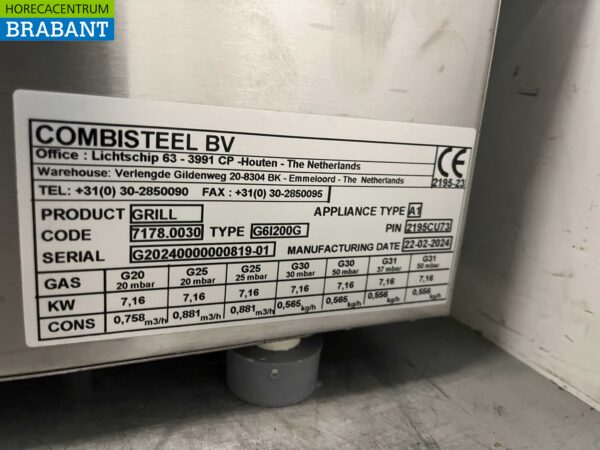 HORECACENTRUM
BRABANT
COMBISTEEL BV
Office : Lichtschip 63 - 3991 CP -Houten - The Netherlands
Warehouse: Verlengde Gildenweg 20-8304 BK - Emmeloord - The Netherlands
TEL: +31(0) 30-2850090 FAX : +31(0) 30-2850095
CE
2195-23
PRODUCT GRILL APPLIANCE TYPE A1
CODE 7178.0030 TYPE G6I200G PIN 2195CU73
SERIAL G20240000000819-01 MANUFACTURING DATE 22-02-2024
GAS G20 20 mbar G25 20 mbar G25 25 mbar G30 30 mbar G30 50 mbar G31 37 mbar G31 50 mbar
KW 7,16 7,16 7,16 7,16 7,16 7,16 7,16
CONS 0,758m3/h 0,881m3/h 0,881m3/h 0,565kg/h 0,565kg/h 0,556kg/h 0,556kg/h